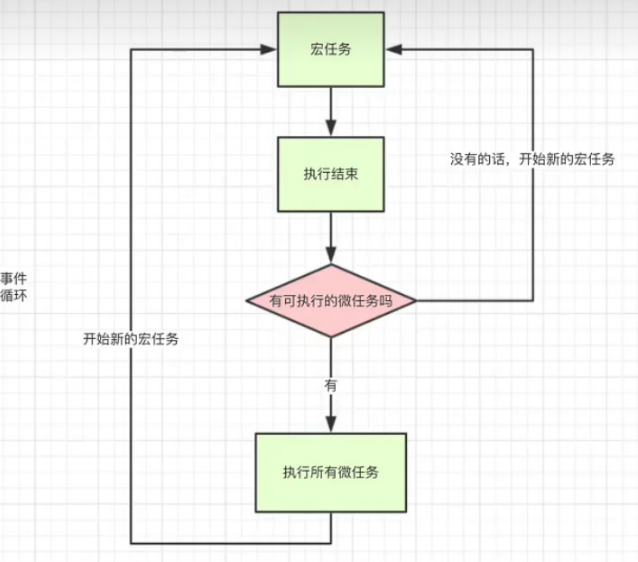 宏任务
执行结束
没有的话，开始新的宏任务
事件
循环
有可执行的微任务吗
开始新的宏任务
有
执行所有微任务